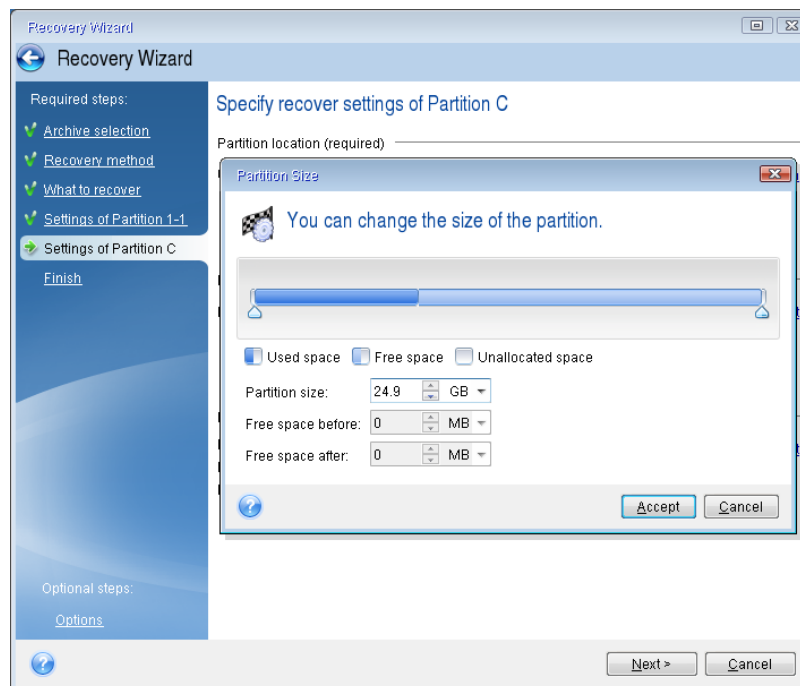 Recovery Wizard
Recovery Wizard
Required steps:
Archive selection
Recovery method
What to recover
Settings of Partition 1-1
Settings of Partition C
Finish
Optional steps:
Options
Specify recover settings of Partition C
Partition location (required)
Partition Size
You can change the size of the partition.
Used space Free space Unallocated space
Partition size: 24.9 GB
Free space before: 0 MB
Free space after: 0 MB
Accept Cancel
Next > Cancel